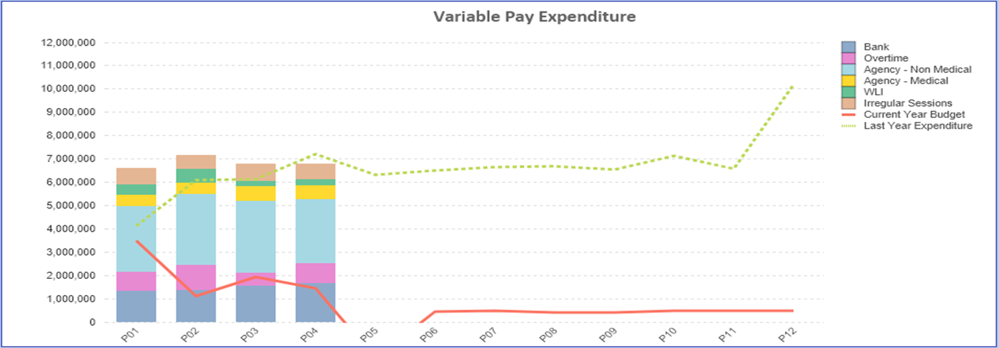 Variable Pay Expenditure
12,000,000
11,000,000
10,000,000
9,000,000
8,000,000
7,000,000
6,000,000
5,000,000
4,000,000
3,000,000
2,000,000
1,000,000
0
P01
P02
P03
P04
P05
P06
P07
P08
P09
P10
P11
P12
Bank
Overtime
Agency - Non Medical
Agency - Medical
WLI
Irregular Sessions
Current Year Budget
Last Year Expenditure